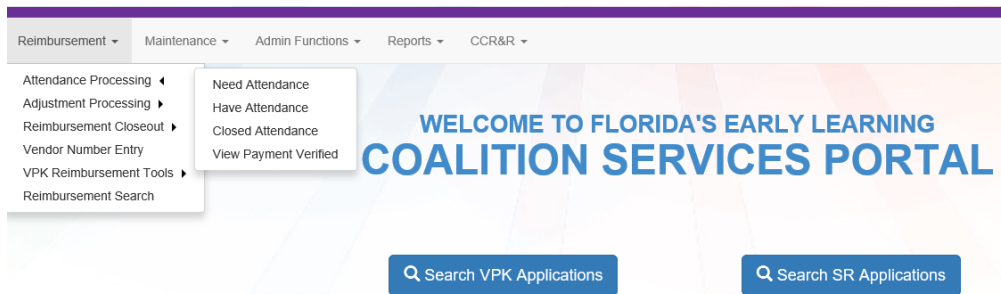 Reimbursement Maintenance Admin Functions Reports CCR&R
Attendance Processing
Adjustment Processing
Reimbursement Closeout
Vendor Number Entry
VPK Reimbursement Tools
Reimbursement Search
Need Attendance
Have Attendance
Closed Attendance
View Payment Verified
WELCOME TO FLORIDA'S EARLY LEARNING
COALITION SERVICES PORTAL
Search VPK Applications
Search SR Applications